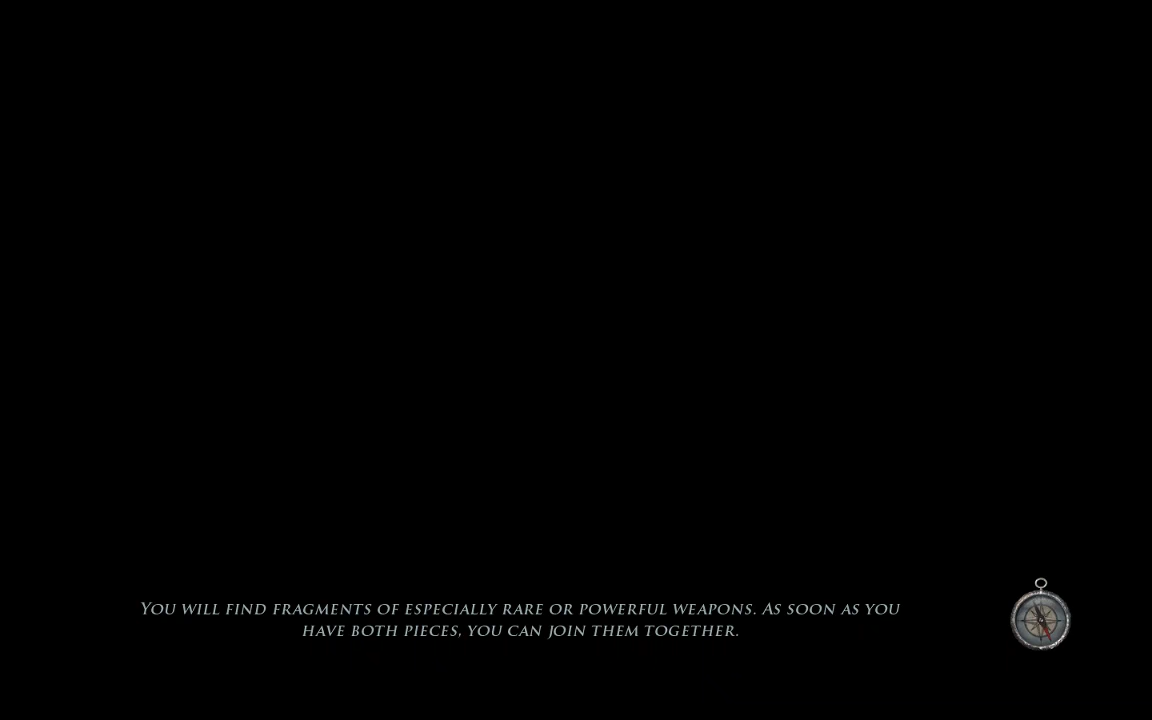 You will find fragments of especially rare or powerful weapons. As soon as you
have both pieces, you can join them together.